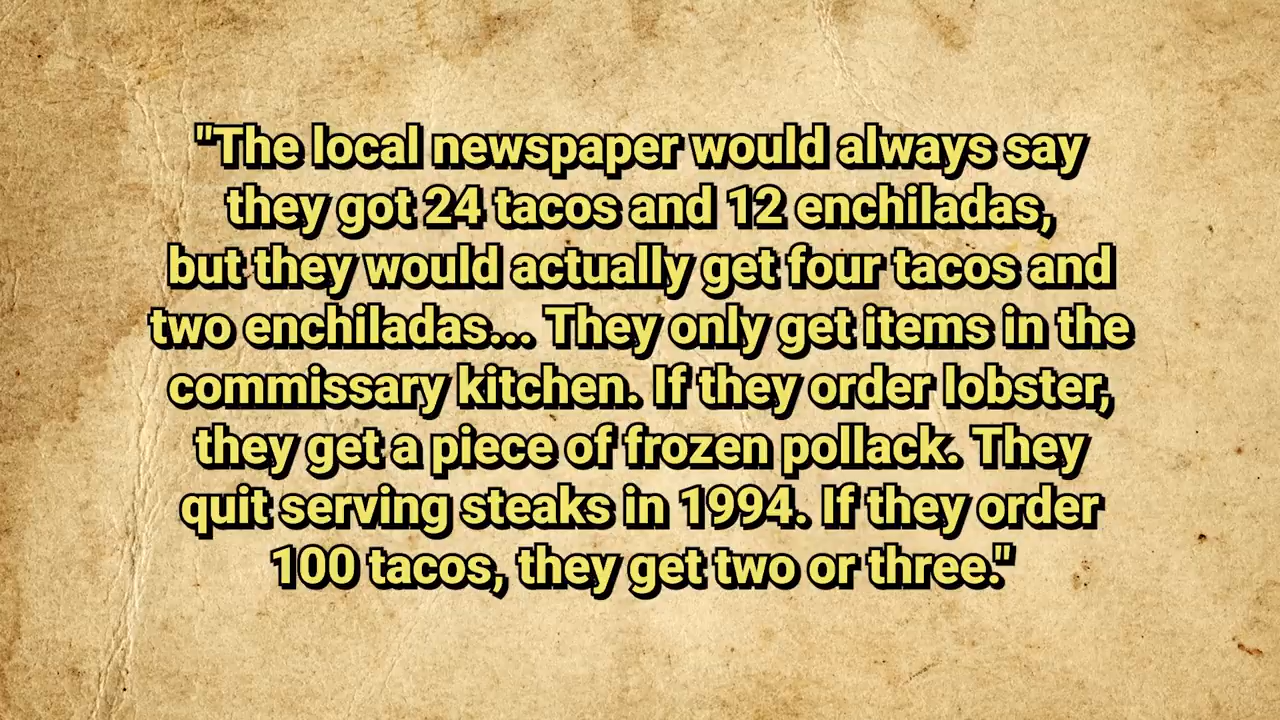 "The local newspaper would always say
they got 24 tacos and 12 enchiladas,
but they would actually get four tacos and
two enchiladas... They only get items in the
commissary kitchen. If they order lobster,
they get a piece of frozen pollack. They
quit serving steaks in 1994. If they order
100 tacos, they get two or three."